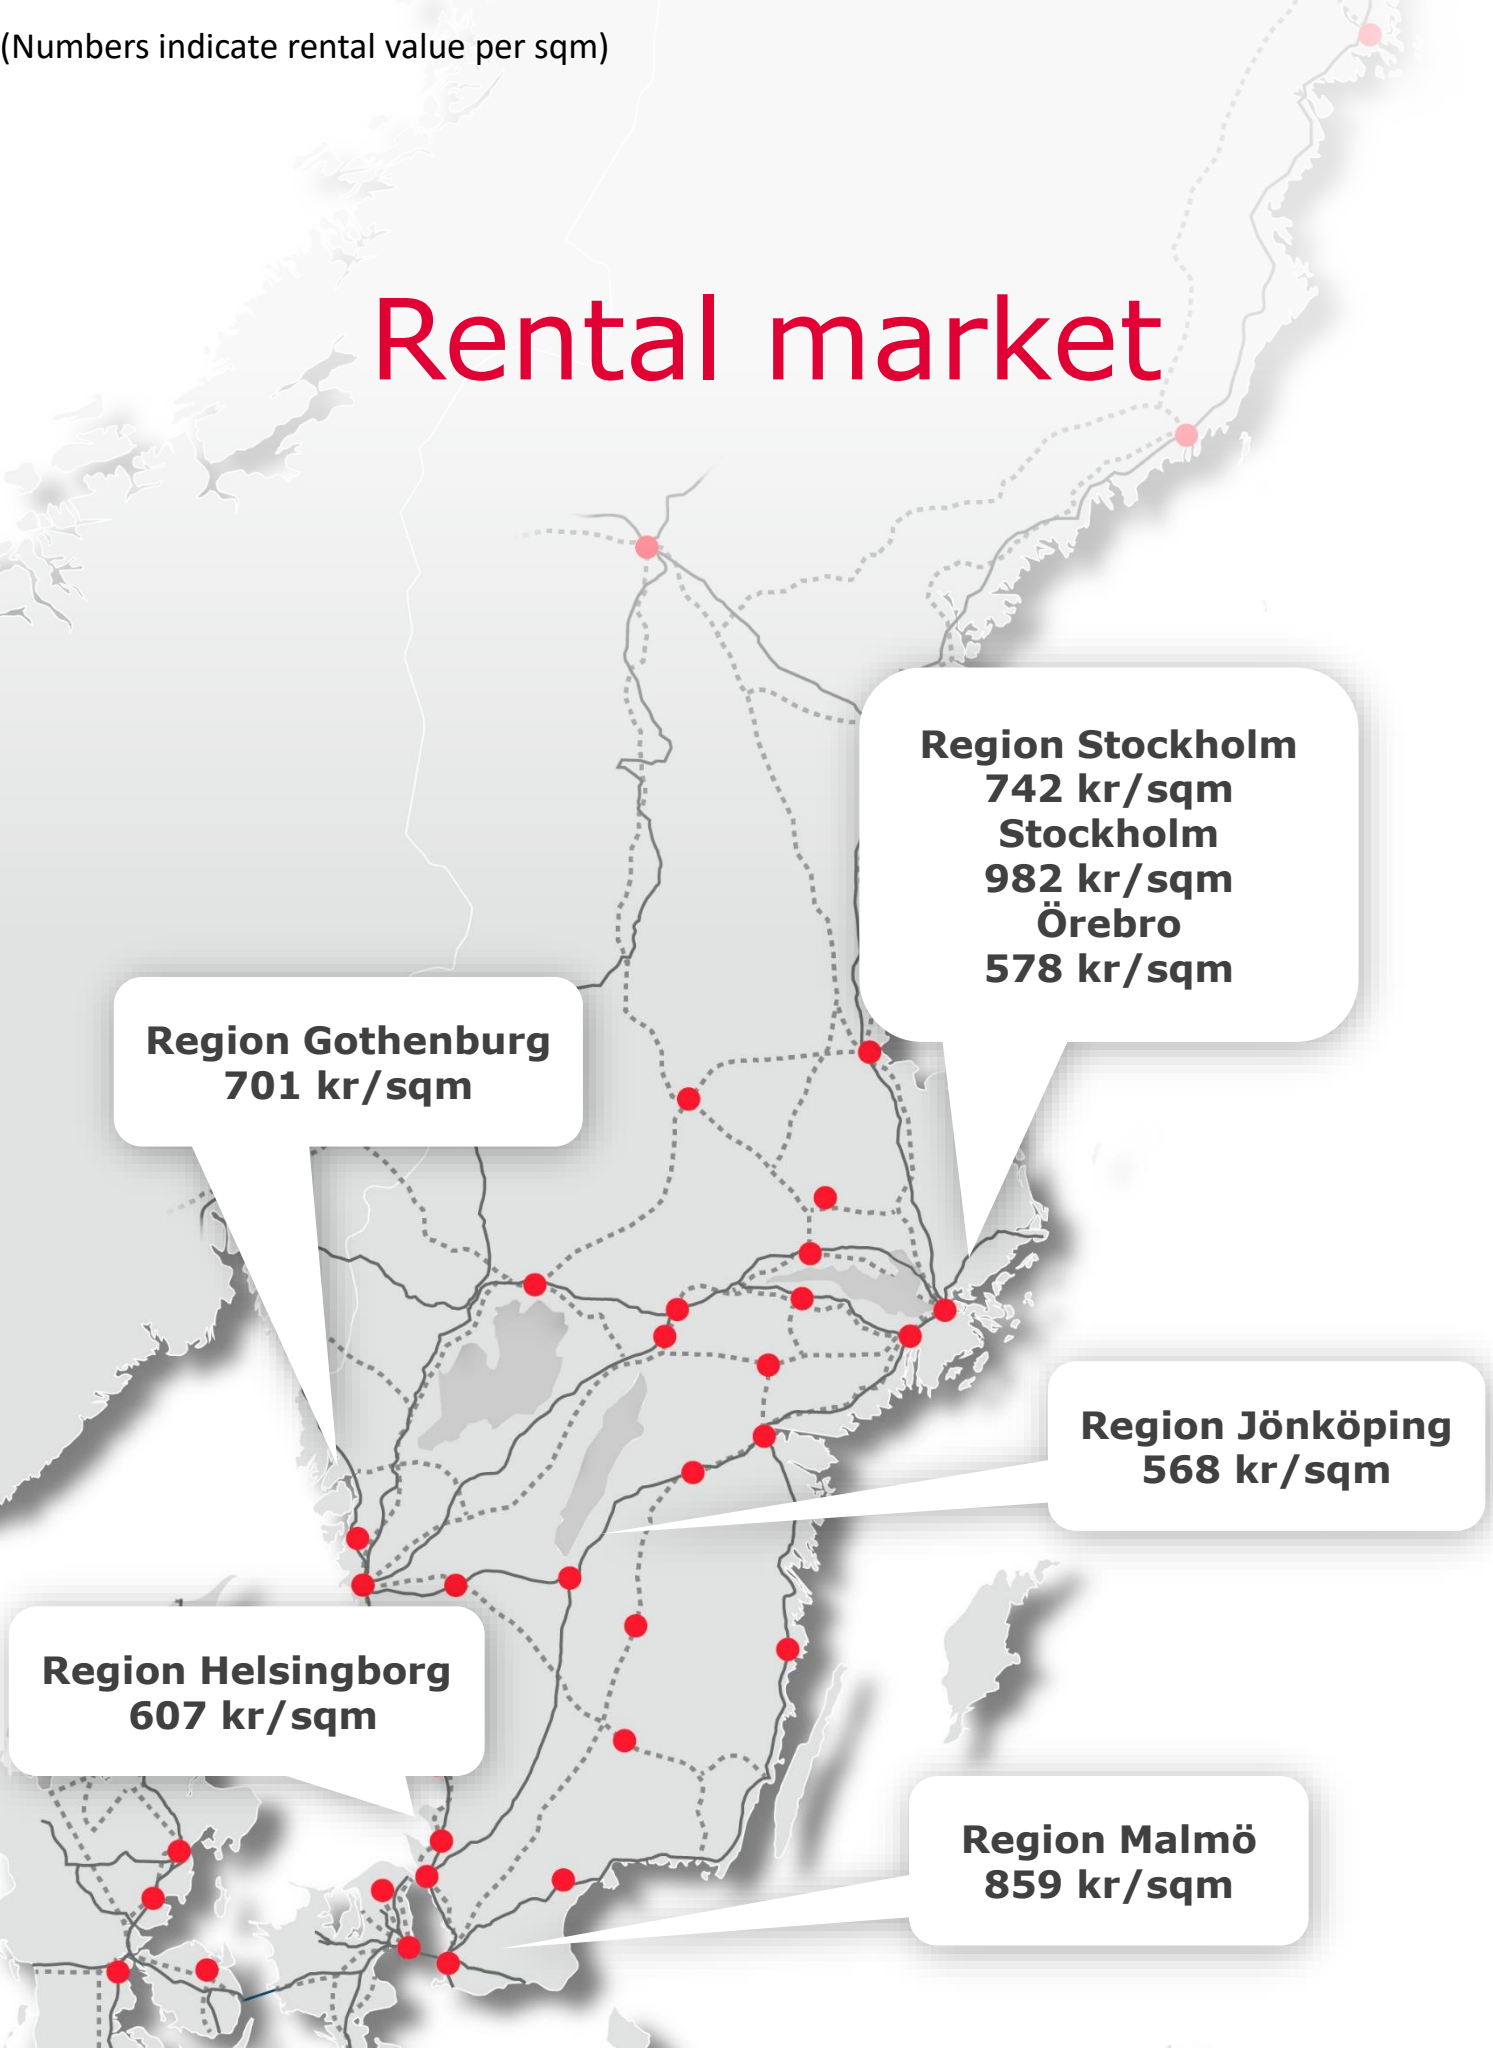 (Numbers indicate rental value per sqm)
Rental market
Region Stockholm
742 kr/sqm
Stockholm
982 kr/sqm
Örebro
578 kr/sqm
Region Gothenburg
701 kr/sqm
Region Jönköping
568 kr/sqm
Region Helsingborg
607 kr/sqm
Region Malmö
859 kr/sqm